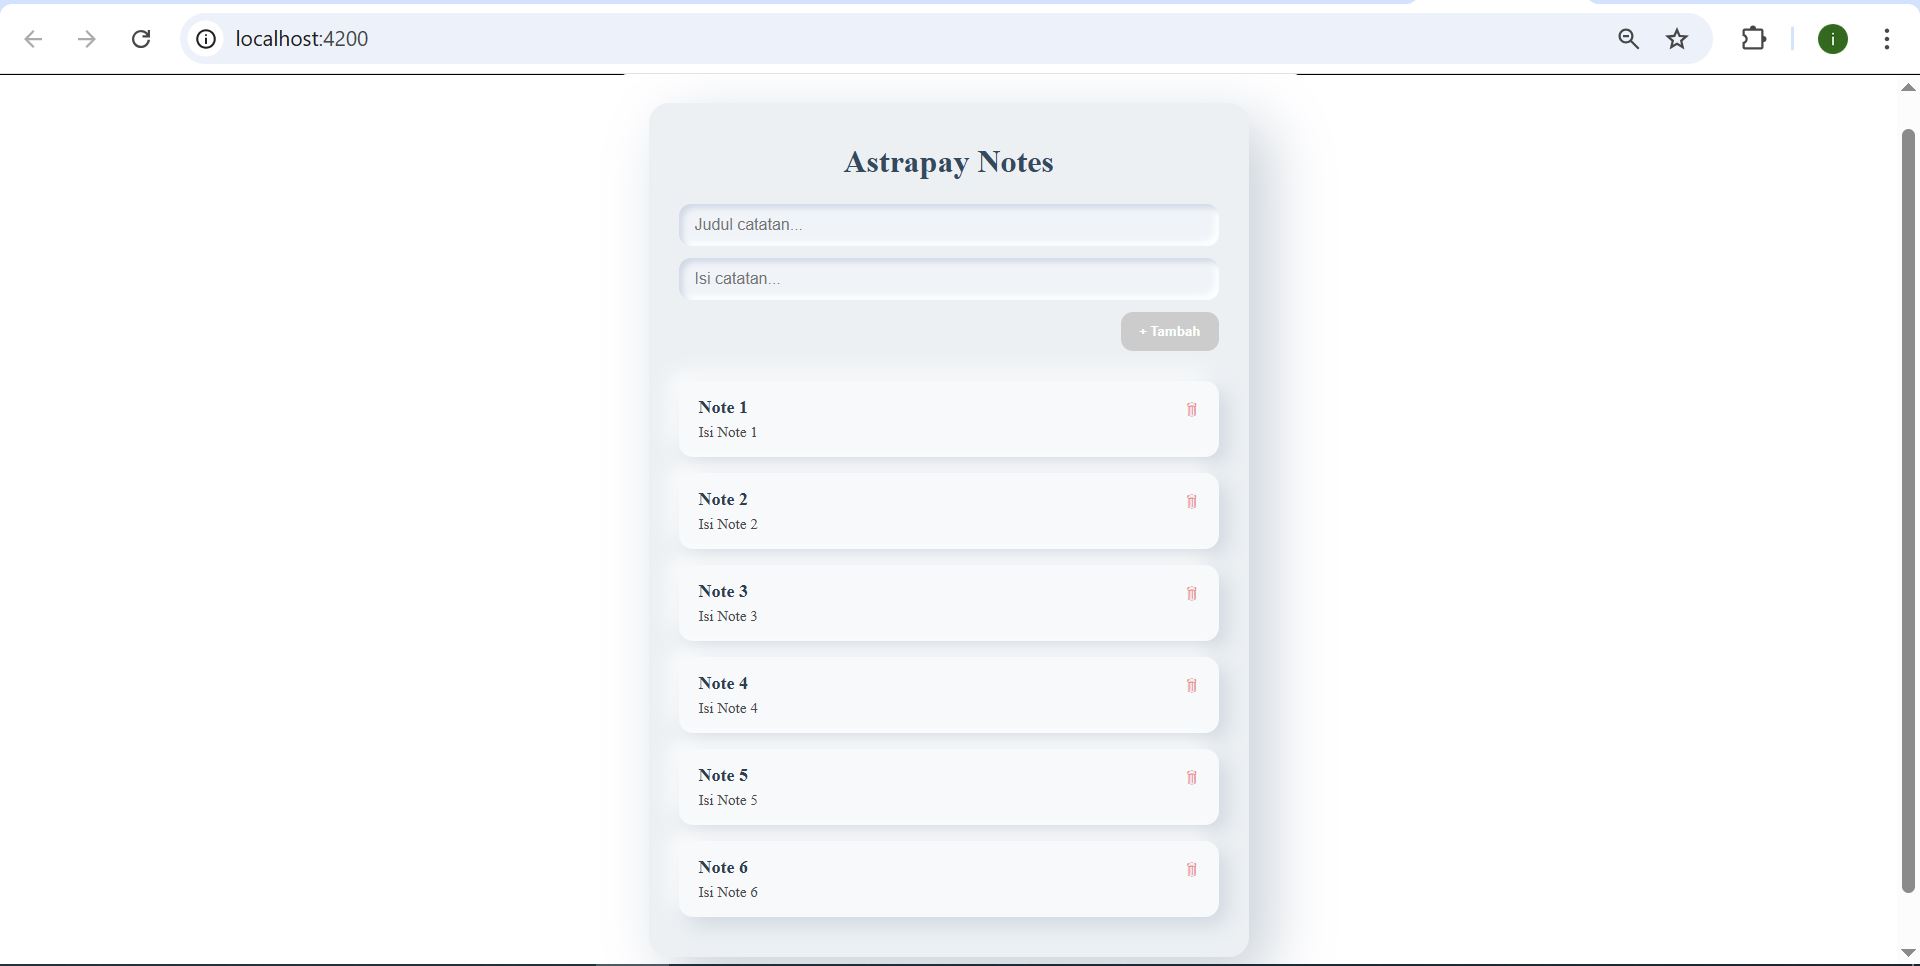 localhost:4200
i
Astrapay Notes
Judul catatan...
Isi catatan...
+ Tambah
Note 1
Isi Note 1
Note 2
Isi Note 2
Note 3
Isi Note 3
Note 4
Isi Note 4
Note 5
Isi Note 5
Note 6
Isi Note 6